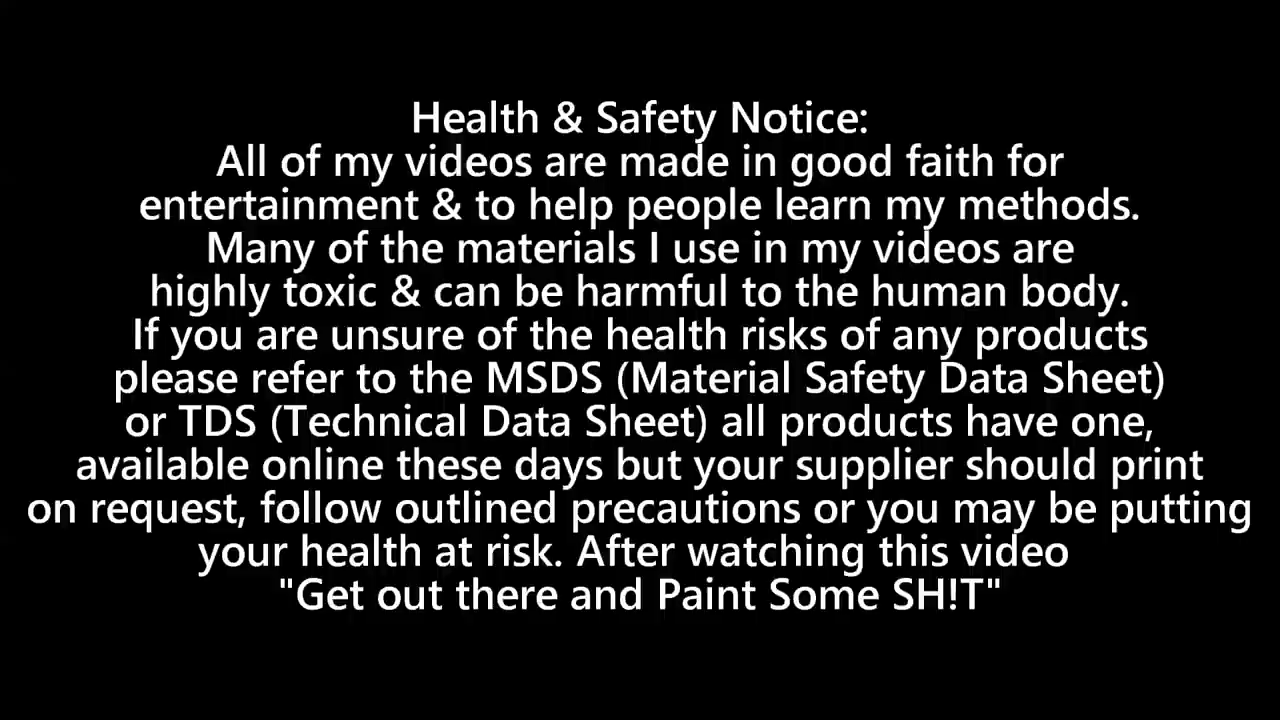 Health & Safety Notice:
All of my videos are made in good faith for
entertainment & to help people learn my methods.
Many of the materials I use in my videos are
highly toxic & can be harmful to the human body.
If you are unsure of the health risks of any products
please refer to the MSDS (Material Safety Data Sheet)
or TDS (Technical Data Sheet) all products have one,
available online these days but your supplier should print
on request, follow outlined precautions or you may be putting
your health at risk. After watching this video
"Get out there and Paint Some SH!T"